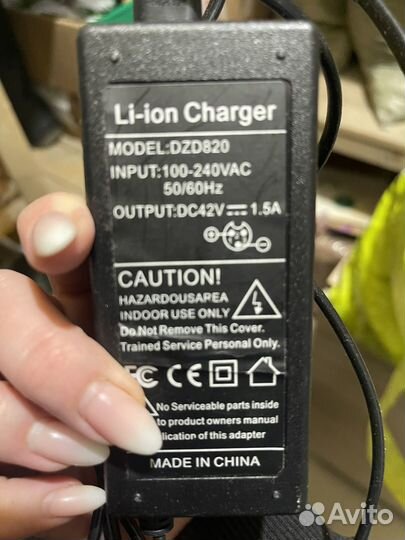 Li-ion Charger
MODEL:DZD820
INPUT:100-240VAC
50/60Hz
OUTPUT:DC42V⎓1.5A
CAUTION!
HAZARDOUSAREA
INDOOR USE ONLY
Do Not Remove This Cover.
Trained Service Personal Only.
FC CE
No Serviceable parts inside
to product owners manual
of this adapter
MADE IN CHINA
Avito